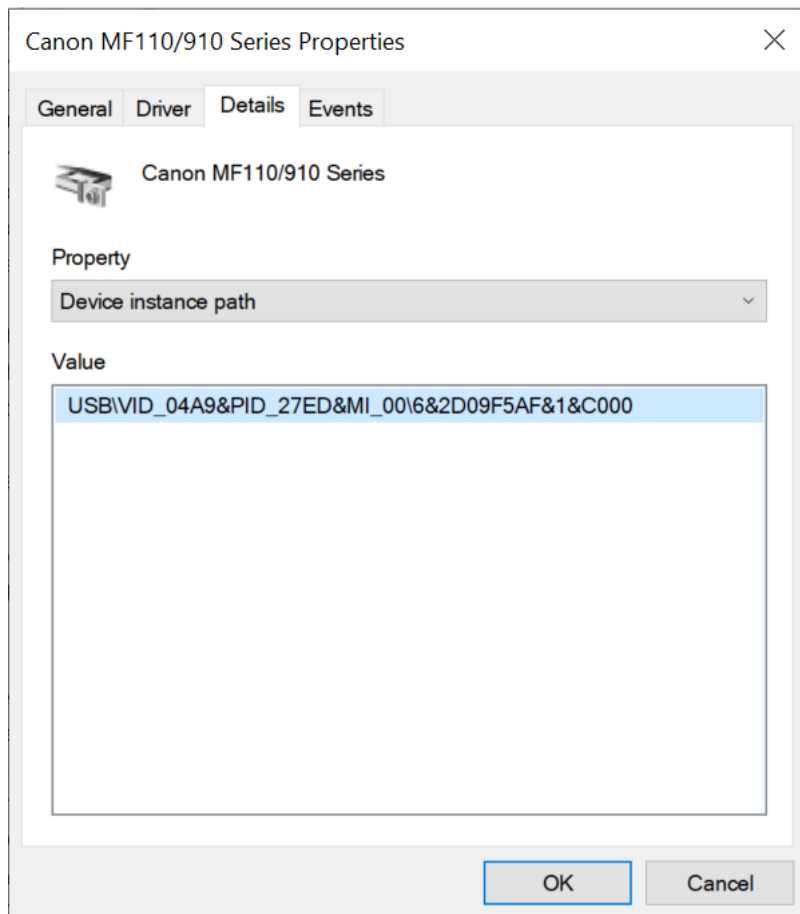 Canon MF110/910 Series Properties
General Driver Details Events
Canon MF110/910 Series
Property
Device instance path
Value
USB\VID_04A9&PID_27ED&MI_00\6&2D09F5AF&1&C000
OK Cancel